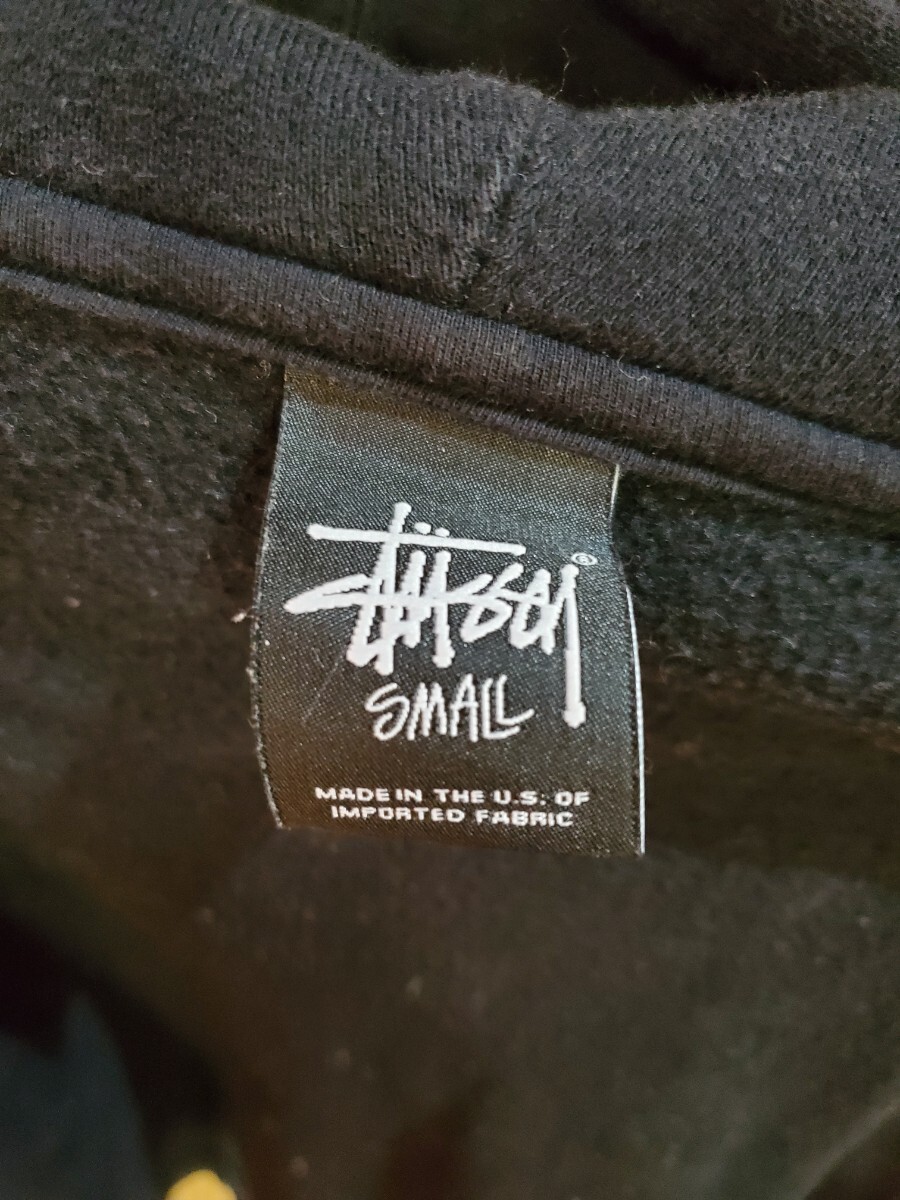 Stüssy
SMALL
MADE IN THE U.S. OF
IMPORTED FABRIC